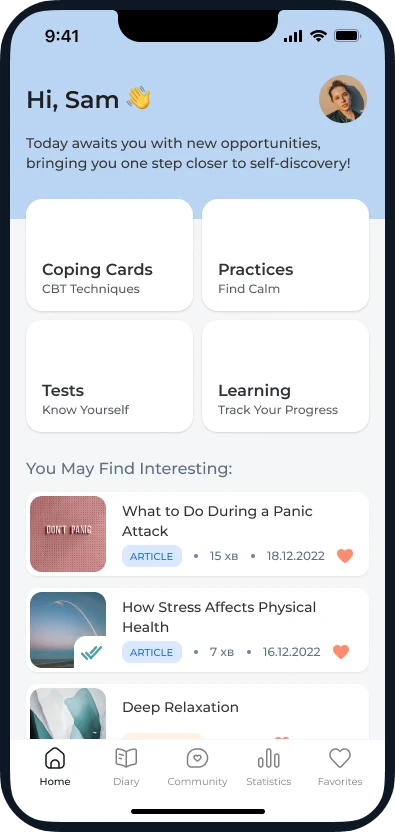 9:41
Hi, Sam 👋
Today awaits you with new opportunities,
bringing you one step closer to self-discovery!
Coping Cards
CBT Techniques
Practices
Find Calm
Tests
Know Yourself
Learning
Track Your Progress
You May Find Interesting:
DON'T PANIC
What to Do During a Panic
Attack
ARTICLE • 15 хв • 18.12.2022
How Stress Affects Physical
Health
ARTICLE • 7 хв • 16.12.2022
Deep Relaxation
Home
Diary
Community
Statistics
Favorites